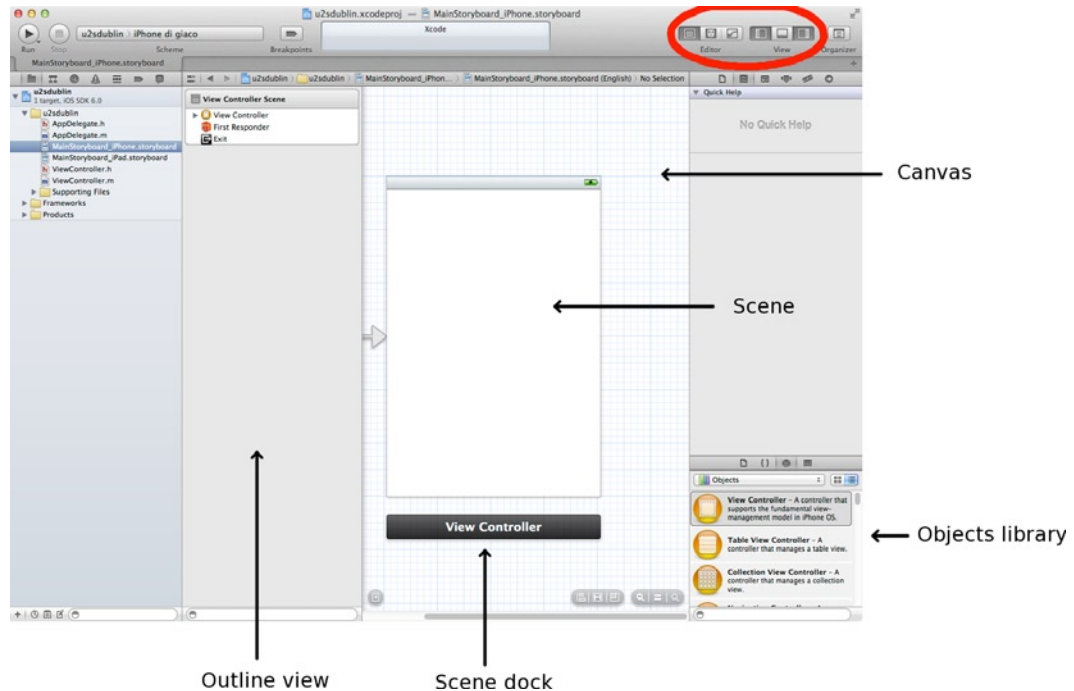 u2sdublin.xcodeproj — MainStoryboard_iPhone.storyboard
u2sdublin iPhone di giaco
Xcode
Run Stop Scheme Breakpoints Editor View Organizer
MainStoryboard_iPhone.storyboard
u2sdublin
1 target, iOS SDK 6.0
u2sdublin
AppDelegate.h
AppDelegate.m
MainStoryboard_iPhone.storyboard
MainStoryboard_iPad.storyboard
ViewController.h
ViewController.m
Supporting Files
Frameworks
Products
u2sdublin u2sdublin MainStoryboard_iPhon... MainStoryboard_iPhone.storyboard (English) No Selection
View Controller Scene
View Controller
First Responder
Exit
Quick Help
No Quick Help
Canvas
Scene
View Controller
Objects
View Controller - A controller that
supports the fundamental view-
management model in iPhone OS.
Table View Controller - A
controller that manages a table view.
Collection View Controller - A
controller that manages a collection
view.
Objects library
Outline view
Scene dock